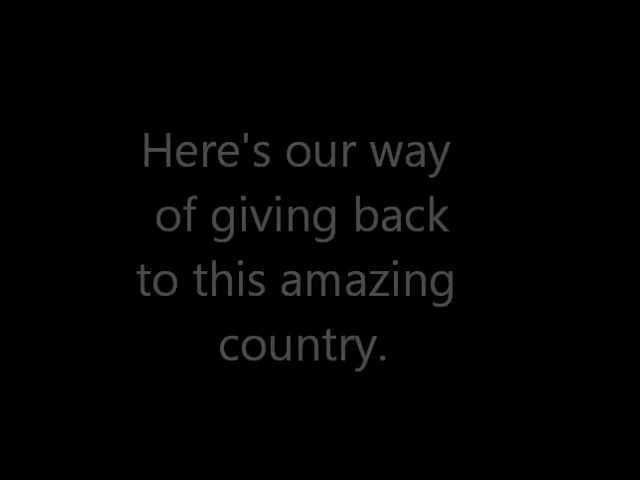 Here's our way
of giving back
to this amazing
country.